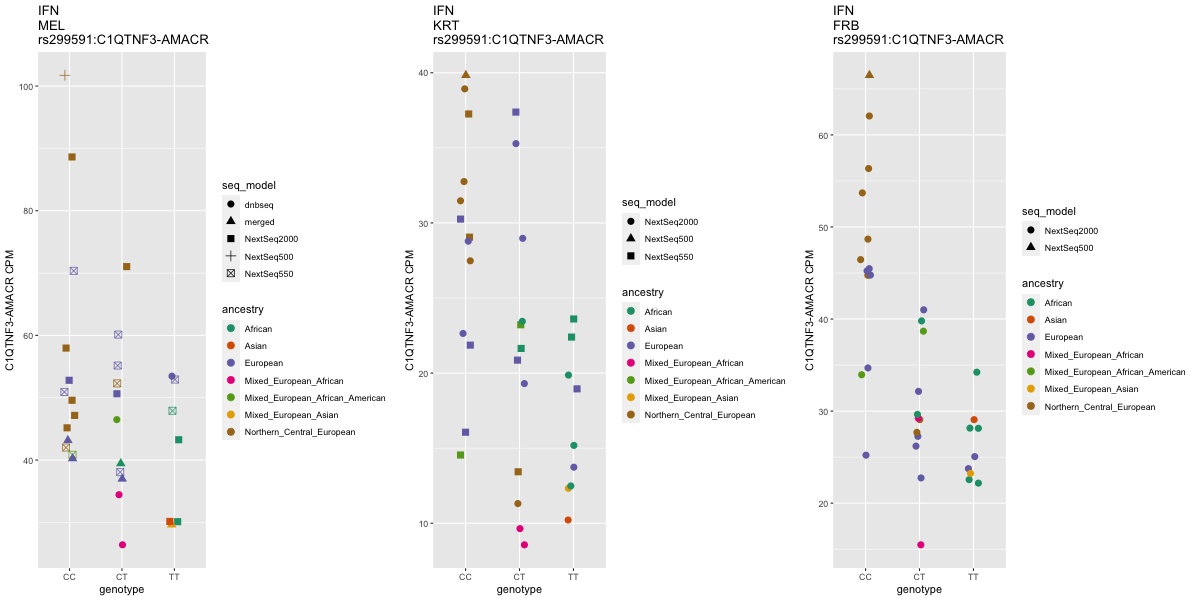 IFN
MEL
rs299591:C1QTNF3-AMACR
C1QTNF3-AMACR CPM
100
80
60
40
CC
CT
TT
genotype
seq_model
dnbseq
merged
NextSeq2000
NextSeq500
NextSeq550
ancestry
African
Asian
European
Mixed_European_African
Mixed_European_African_American
Mixed_European_Asian
Northern_Central_European
IFN
KRT
rs299591:C1QTNF3-AMACR
C1QTNF3-AMACR CPM
40
30
20
10
CC
CT
TT
genotype
seq_model
NextSeq2000
NextSeq500
NextSeq550
ancestry
African
Asian
European
Mixed_European_African
Mixed_European_African_American
Mixed_European_Asian
Northern_Central_European
IFN
FRB
rs299591:C1QTNF3-AMACR
C1QTNF3-AMACR CPM
60
50
40
30
20
CC
CT
TT
genotype
seq_model
NextSeq2000
NextSeq500
ancestry
African
Asian
European
Mixed_European_African
Mixed_European_African_American
Mixed_European_Asian
Northern_Central_European